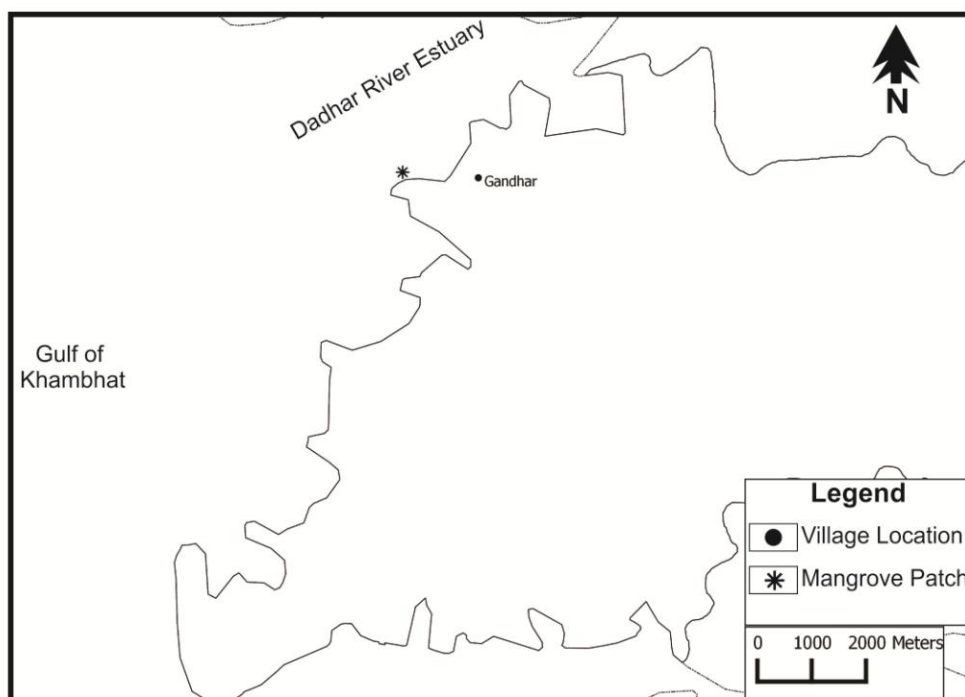 Dadhar River Estuary
N
Gandhar
Gulf of
Khambhat
Legend
Village Location
Mangrove Patch
0 1000 2000 Meters